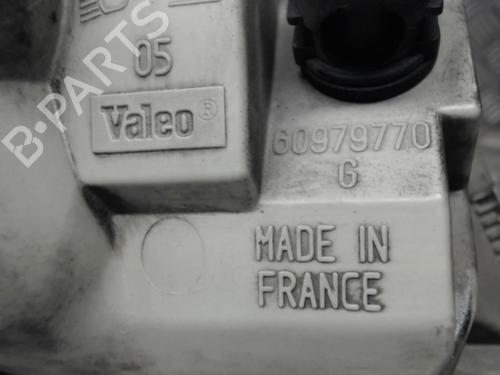 B-PARTS
05
Valeo®
60979770
G
MADE IN
FRANCE